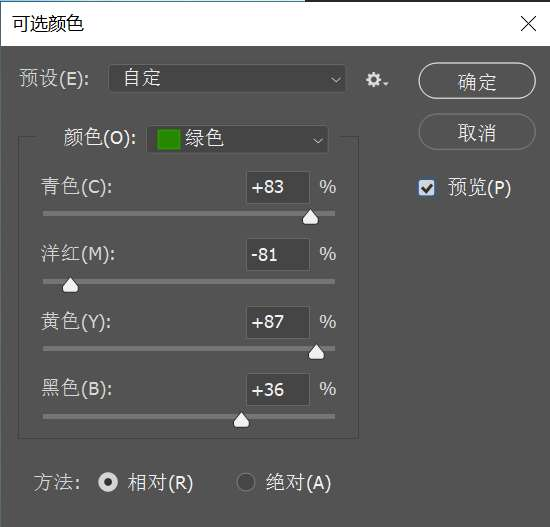 可选颜色
预设(E): 自定 确定
颜色(O): 绿色 取消
青色(C): +83 % 预览(P)
洋红(M): -81 %
黄色(Y): +87 %
黑色(B): +36 %
方法: 相对(R) 绝对(A)